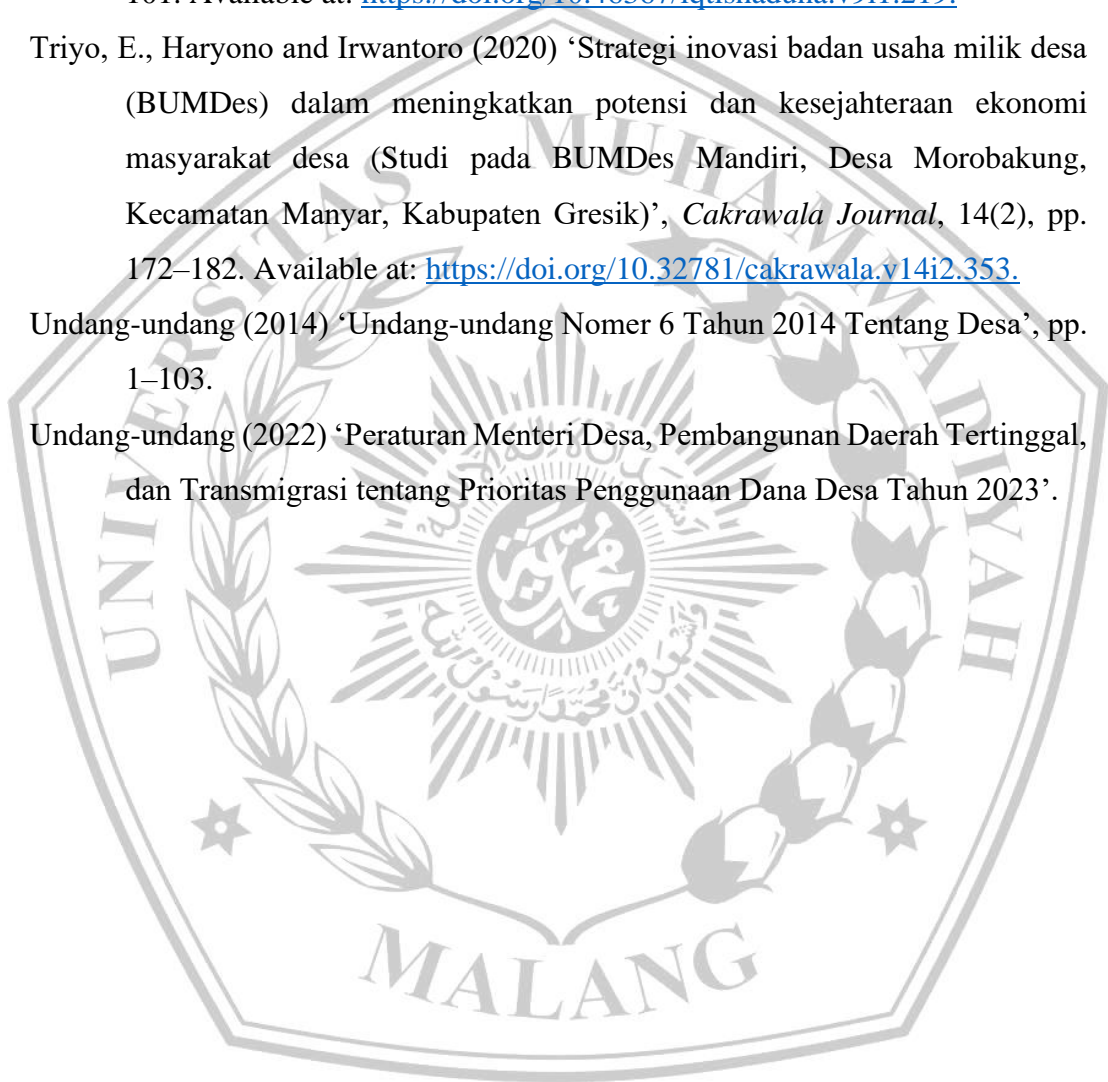 Triyo, E., Haryono and Irwantoro (2020) ‘Strategi inovasi badan usaha milik desa
(BUMDes) dalam meningkatkan potensi dan kesejahteraan ekonomi
masyarakat desa (Studi pada BUMDes Mandiri, Desa Morobakung,
Kecamatan Manyar, Kabupaten Gresik)’, Cakrawala Journal, 14(2), pp.
172–182. Available at: https://doi.org/10.32781/cakrawala.v14i2.353.
Undang-undang (2014) ‘Undang-undang Nomer 6 Tahun 2014 Tentang Desa’, pp.
1–103.
Undang-undang (2022) ‘Peraturan Menteri Desa, Pembangunan Daerah Tertinggal,
dan Transmigrasi tentang Prioritas Penggunaan Dana Desa Tahun 2023’.
UNIVERSITAS MUHAMMADIYAH
MALANG